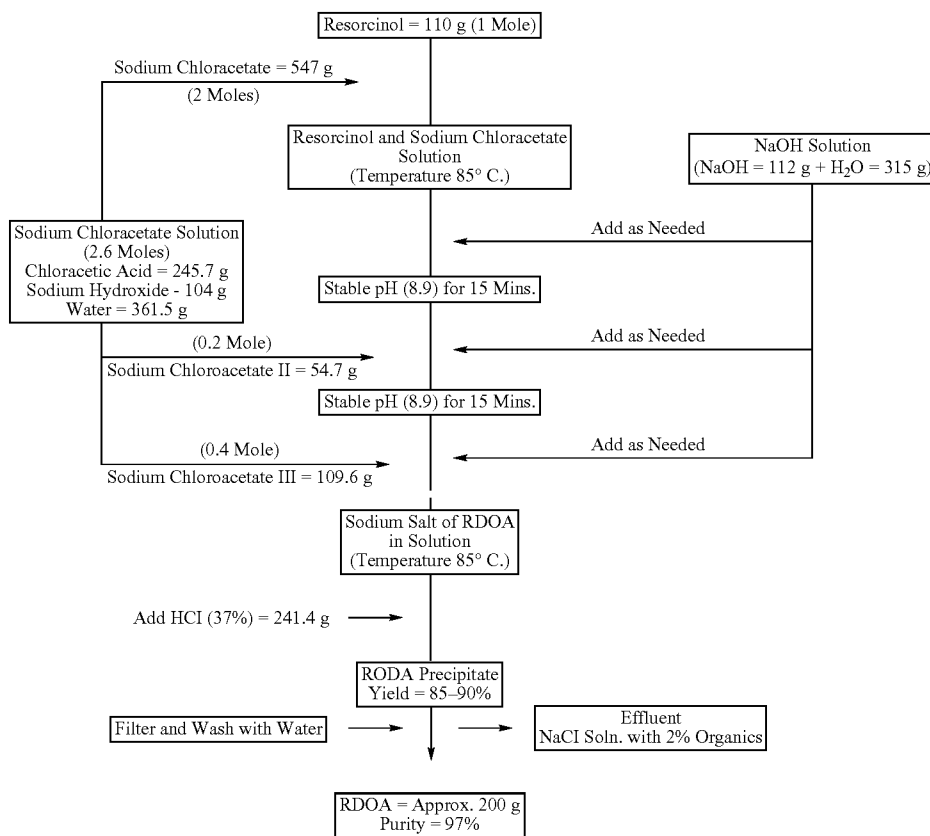 Resorcinol = 110 g (1 Mole)
Sodium Chloracetate = 547 g
(2 Moles)
Resorcinol and Sodium Chloracetate
Solution
(Temperature 85° C.)
NaOH Solution
(NaOH = 112 g + H2O = 315 g)
Sodium Chloracetate Solution
(2.6 Moles)
Chloracetic Acid = 245.7 g
Sodium Hydroxide - 104 g
Water = 361.5 g
Add as Needed
Stable pH (8.9) for 15 Mins.
(0.2 Mole)
Sodium Chloroacetate II = 54.7 g
Add as Needed
Stable pH (8.9) for 15 Mins.
(0.4 Mole)
Sodium Chloroacetate III = 109.6 g
Add as Needed
Sodium Salt of RDOA
in Solution
(Temperature 85° C.)
Add HCI (37%) = 241.4 g
RODA Precipitate
Yield = 85–90%
Filter and Wash with Water
Effluent
NaCI Soln. with 2% Organics
RDOA = Approx. 200 g
Purity = 97%